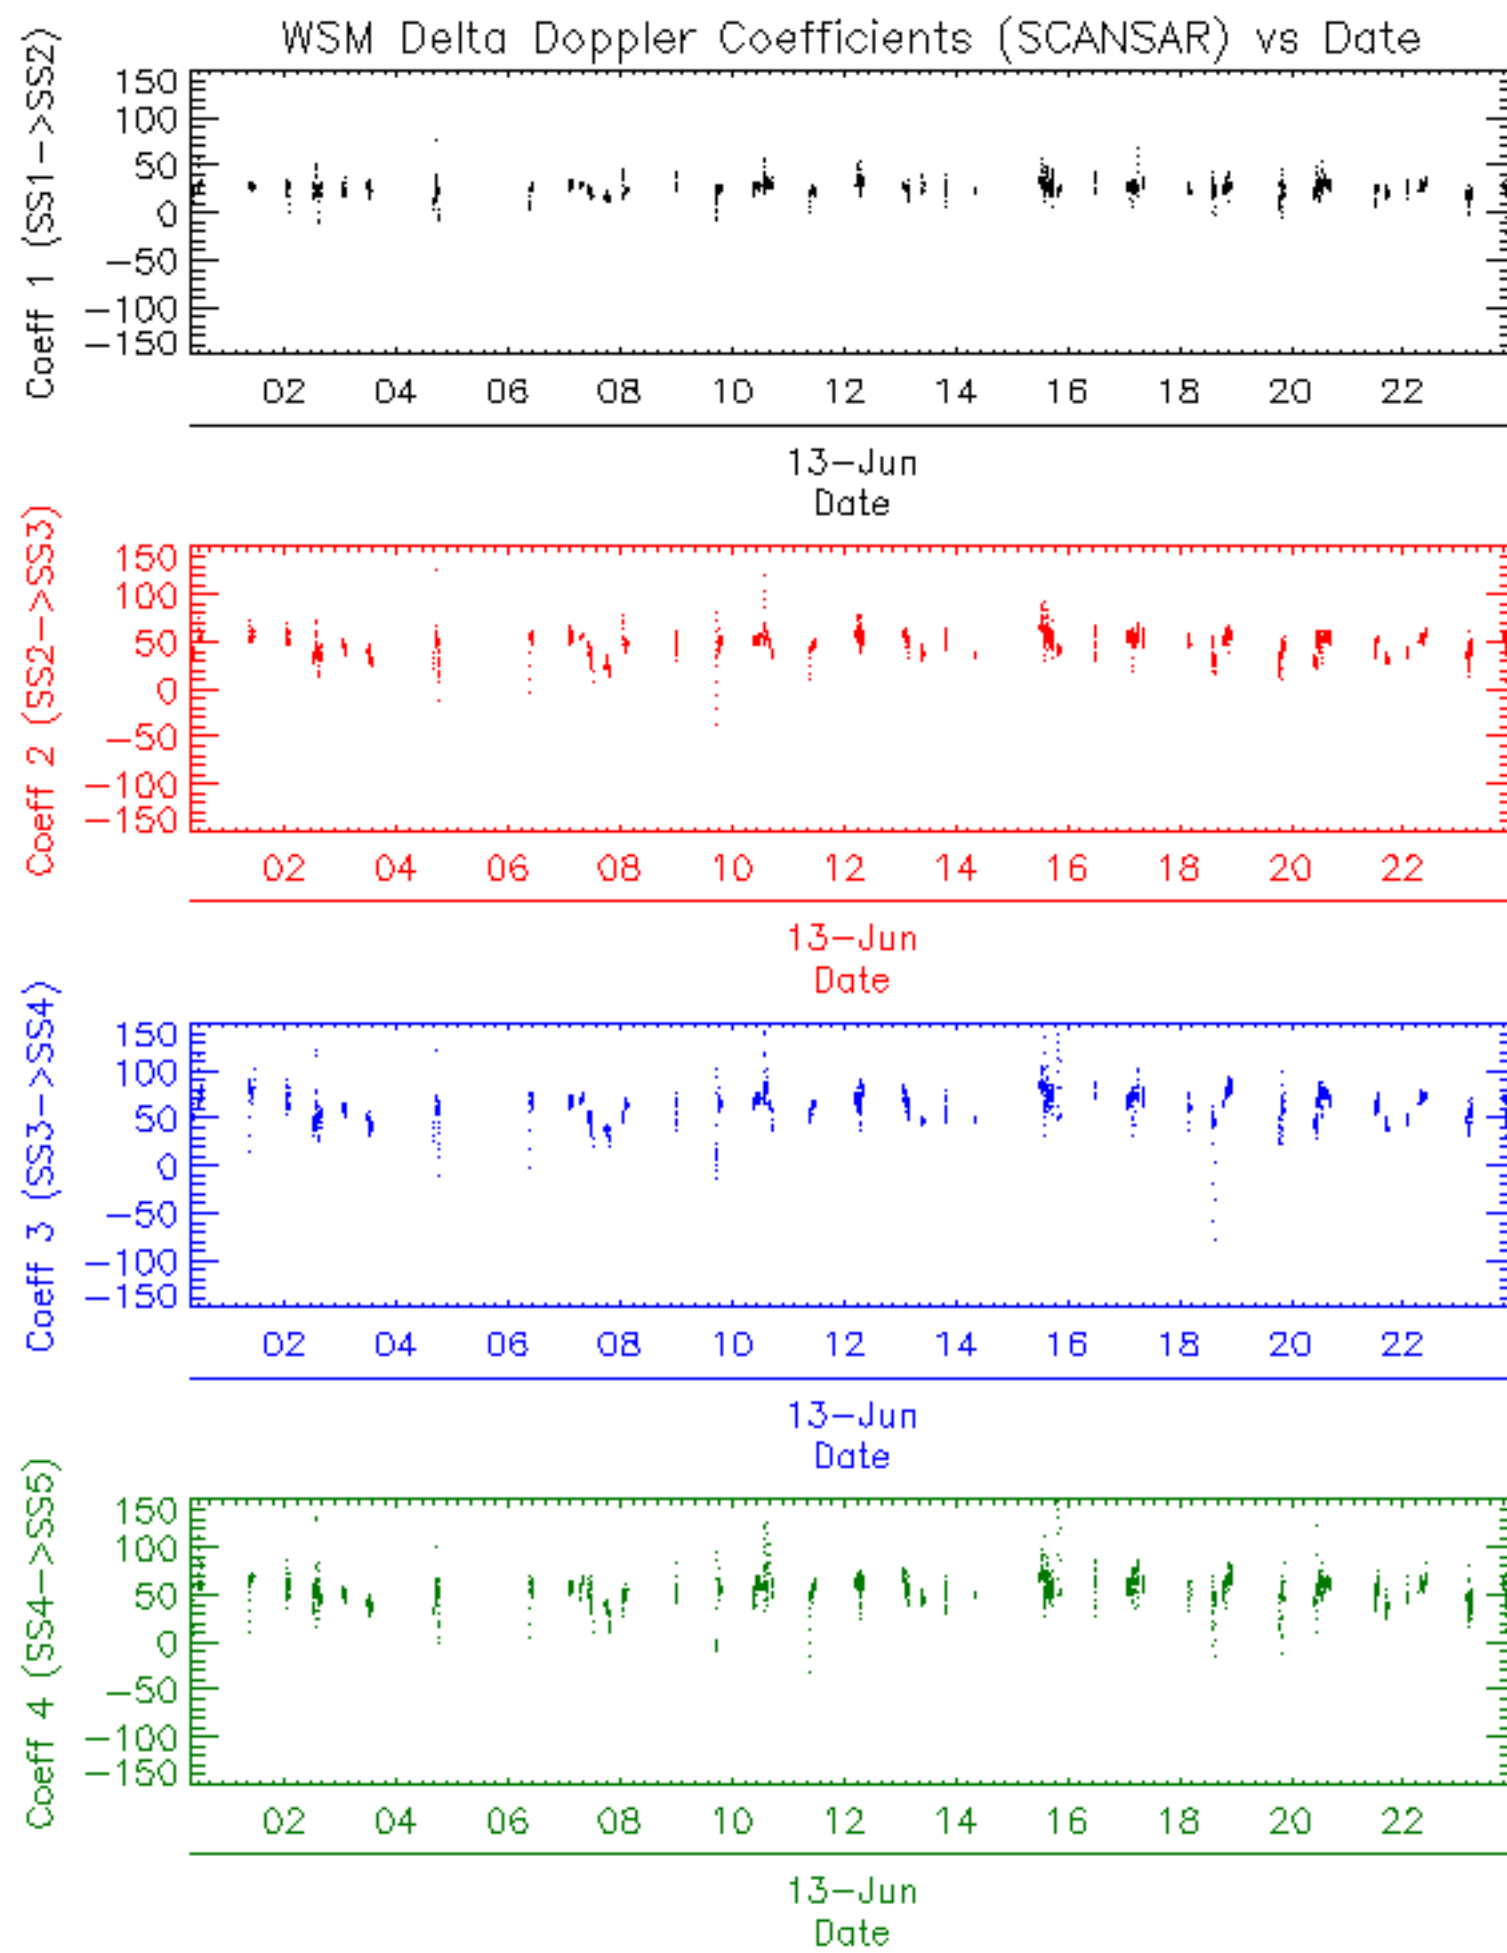 WSM Delta Doppler Coefficients (SCANSAR) vs Date
Coeff 1 (SS1->SS2)
150
100
50
0
-50
-100
-150
02 04 06 08 10 12 14 16 18 20 22
13-Jun
Date
Coeff 2 (SS2->SS3)
150
100
50
0
-50
-100
-150
02 04 06 08 10 12 14 16 18 20 22
13-Jun
Date
Coeff 3 (SS3->SS4)
150
100
50
0
-50
-100
-150
02 04 06 08 10 12 14 16 18 20 22
13-Jun
Date
Coeff 4 (SS4->SS5)
150
100
50
0
-50
-100
-150
02 04 06 08 10 12 14 16 18 20 22
13-Jun
Date